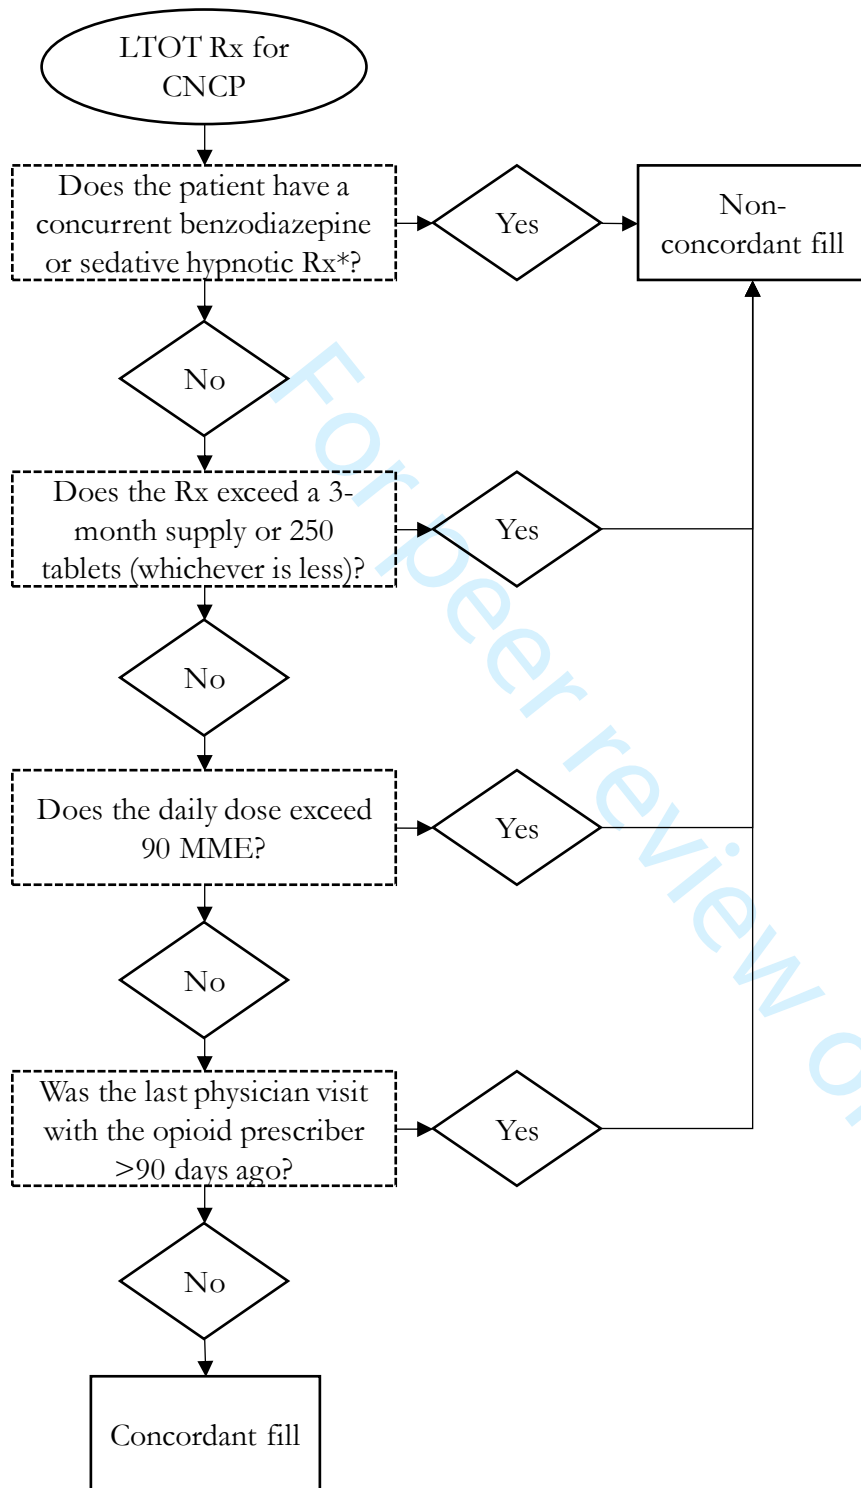 LTOT Rx for
CNCP
Does the patient have a
concurrent benzodiazepine
or sedative hypnotic Rx*?
Yes
Non-
concordant fill
No
Does the Rx exceed a 3-
month supply or 250
tablets (whichever is less)?
Yes
No
Does the daily dose exceed
90 MME?
Yes
No
Was the last physician visit
with the opioid prescriber
>90 days ago?
Yes
No
Concordant fill
For peer review on